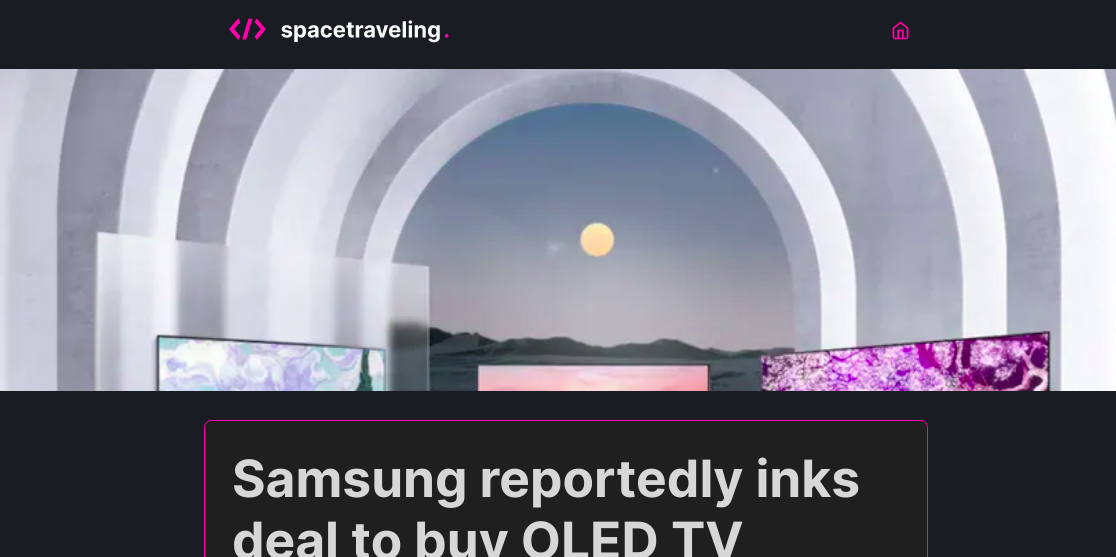 </> spacetraveling.
Samsung reportedly inks
deal to buy OLED TV